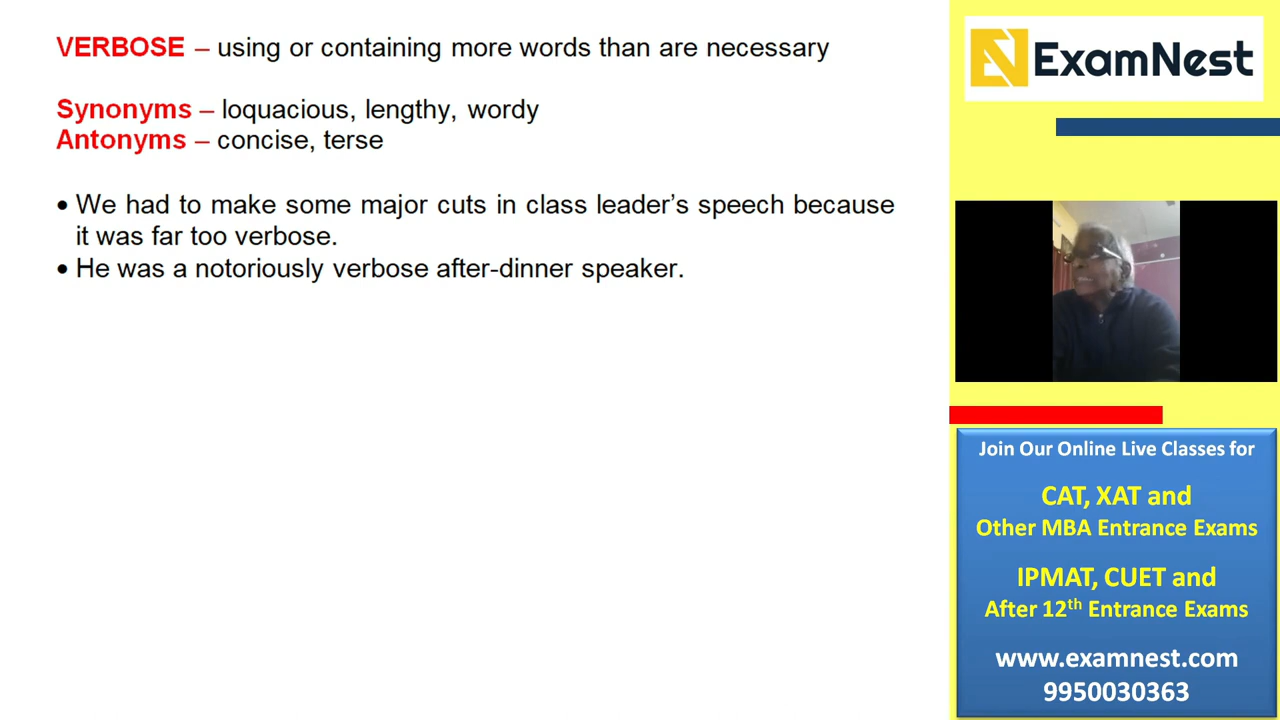 VERBOSE – using or containing more words than are necessary
Synonyms – loquacious, lengthy, wordy
Antonyms – concise, terse
• We had to make some major cuts in class leader's speech because
it was far too verbose.
• He was a notoriously verbose after-dinner speaker.
ExamNest
Join Our Online Live Classes for
CAT, XAT and
Other MBA Entrance Exams
IPMAT, CUET and
After 12th Entrance Exams
www.examnest.com
9950030363